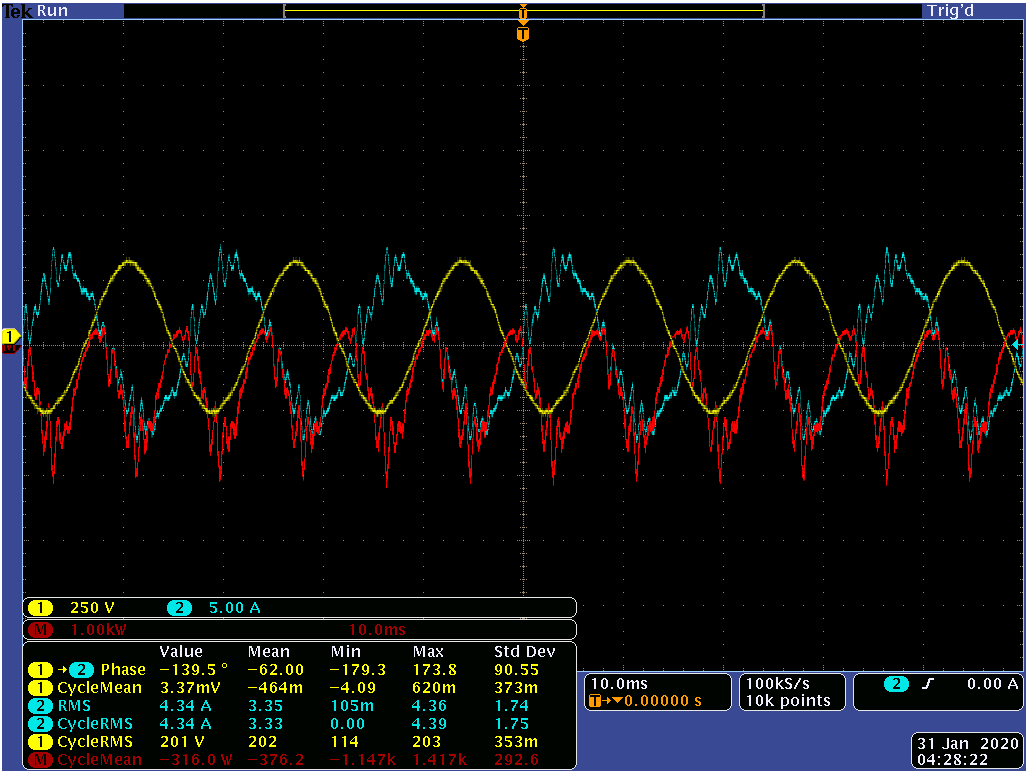 Tek Run Trig'd
T
T
1
M
1 250 V 2 5.00 A
M 1.00kW 10.0ms
Value Mean Min Max Std Dev
1 → 2 Phase −139.5 ° −62.00 −179.3 173.8 90.55
1 CycleMean 3.37mV −464m −4.09 620m 373m
2 RMS 4.34 A 3.35 105m 4.36 1.74
2 CycleRMS 4.34 A 3.33 0.00 4.39 1.75
1 CycleRMS 201 V 202 114 203 353m
M CycleMean −316.0 W −376.2 −1.147k 1.417k 292.6
10.0ms
T→▼0.00000 s
100kS/s
10k points
2 0.00 A
31 Jan 2020
04:28:22